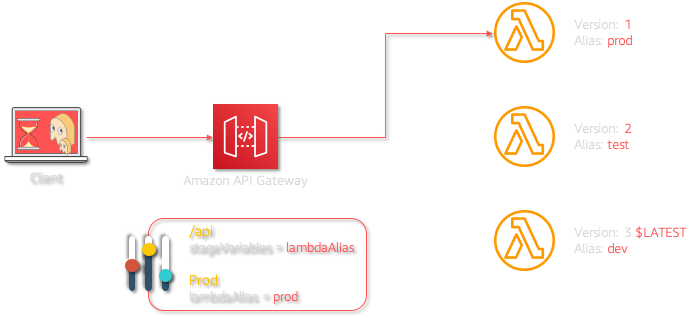 Version: 1
Alias: prod
Version: 2
Alias: test
Client
Amazon API Gateway
/api
stageVariables = lambdaAlias
Prod
lambdaAlias = prod
Version: 3 $LATEST
Alias: dev